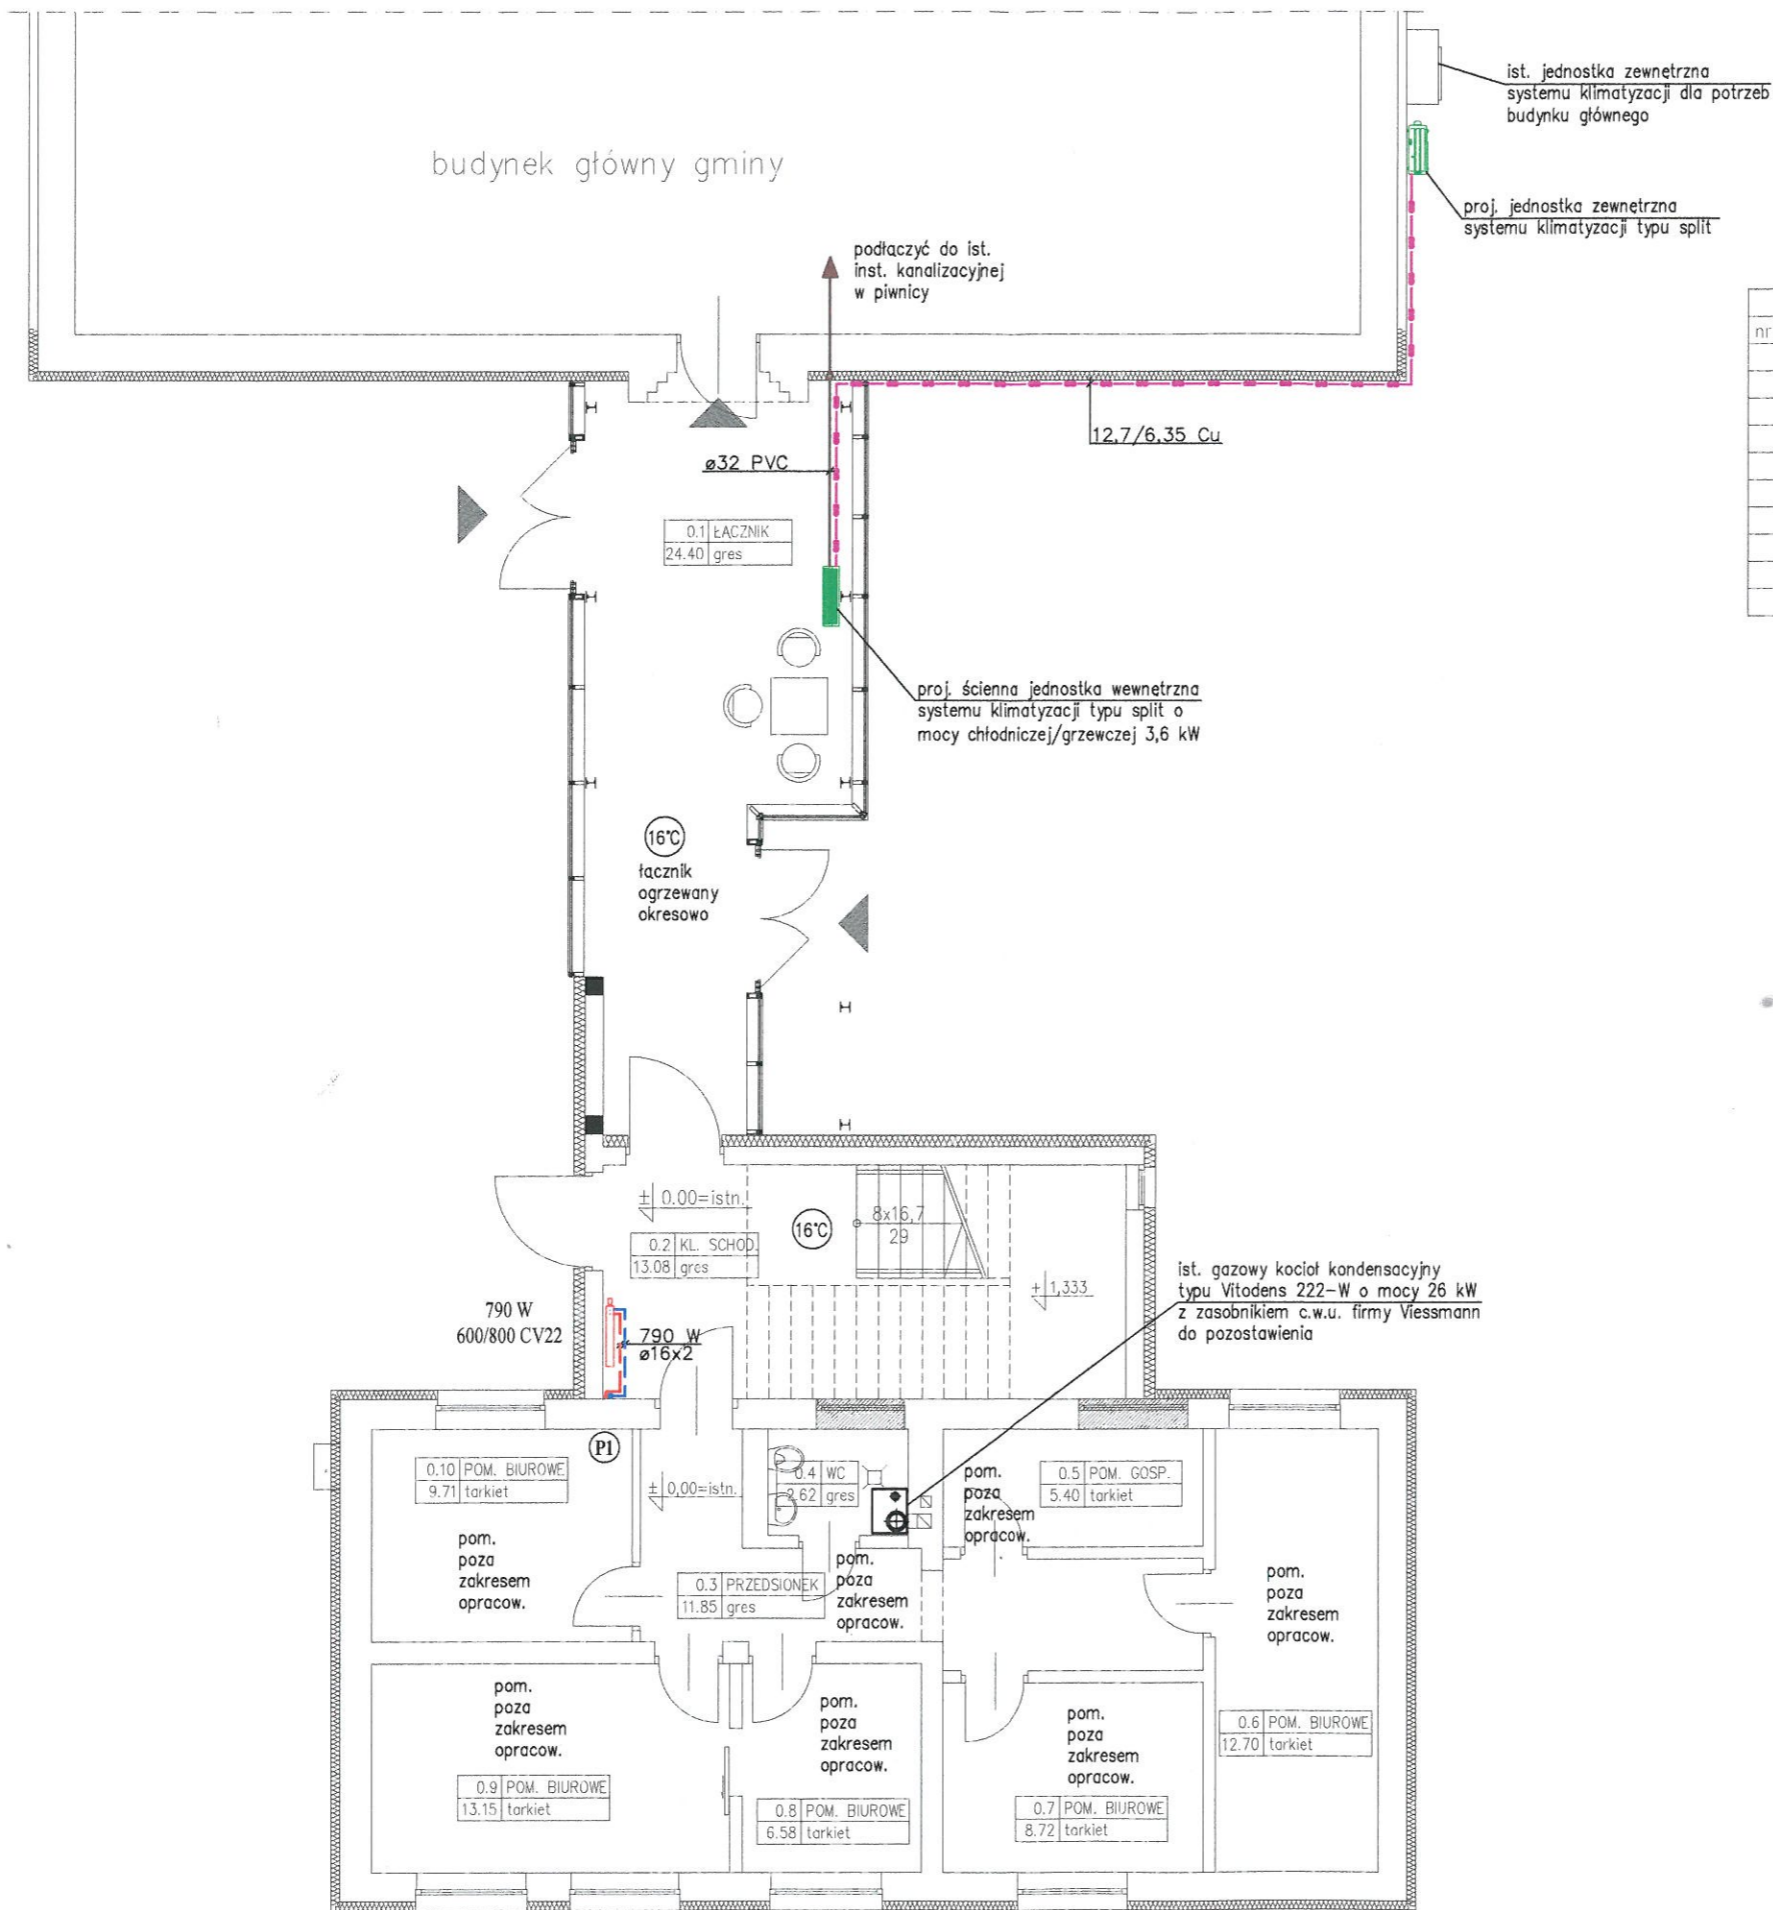 ist. jednostka zewnętrzna
systemu klimatyzacji dla potrzeb
budynku głównego
budynek główny gminy
proj. jednostka zewnętrzna
systemu klimatyzacji typu split
podłączyć do ist.
inst. kanalizacyjnej
w piwnicy
nr
12,7/6,35 Cu
ø32 PVC
0.1 ŁĄCZNIK
24.40 gres
proj. ścienna jednostka wewnętrzna
systemu klimatyzacji typu split o
mocy chłodniczej/grzewczej 3,6 kW
16°C
łącznik
ogrzewany
okresowo
± 0.00=istn.
16°C
8x16,7
29
0.2 KL. SCHOD.
13.08 gres
+1,333
ist. gazowy kocioł kondensacyjny
typu Vitodens 222-W o mocy 26 kW
z zasobnikiem c.w.u. firmy Viessmann
do pozostawienia
790 W
600/800 CV22
790 W
ø16x2
P1
0.10 POM. BIUROWE
9.71 tarkiet
± 0,00=istn.
0.4 WC
2.62 gres
pom.
poza
zakresem
opracow.
0.5 POM. GOSP.
5.40 tarkiet
pom.
poza
zakresem
opracow.
0.3 PRZEDSIONEK
11.85 gres
pom.
poza
zakresem
opracow.
pom.
poza
zakresem
opracow.
pom.
poza
zakresem
opracow.
0.9 POM. BIUROWE
13.15 tarkiet
pom.
poza
zakresem
opracow.
0.8 POM. BIUROWE
6.58 tarkiet
pom.
poza
zakresem
opracow.
0.7 POM. BIUROWE
8.72 tarkiet
0.6 POM. BIUROWE
12.70 tarkiet